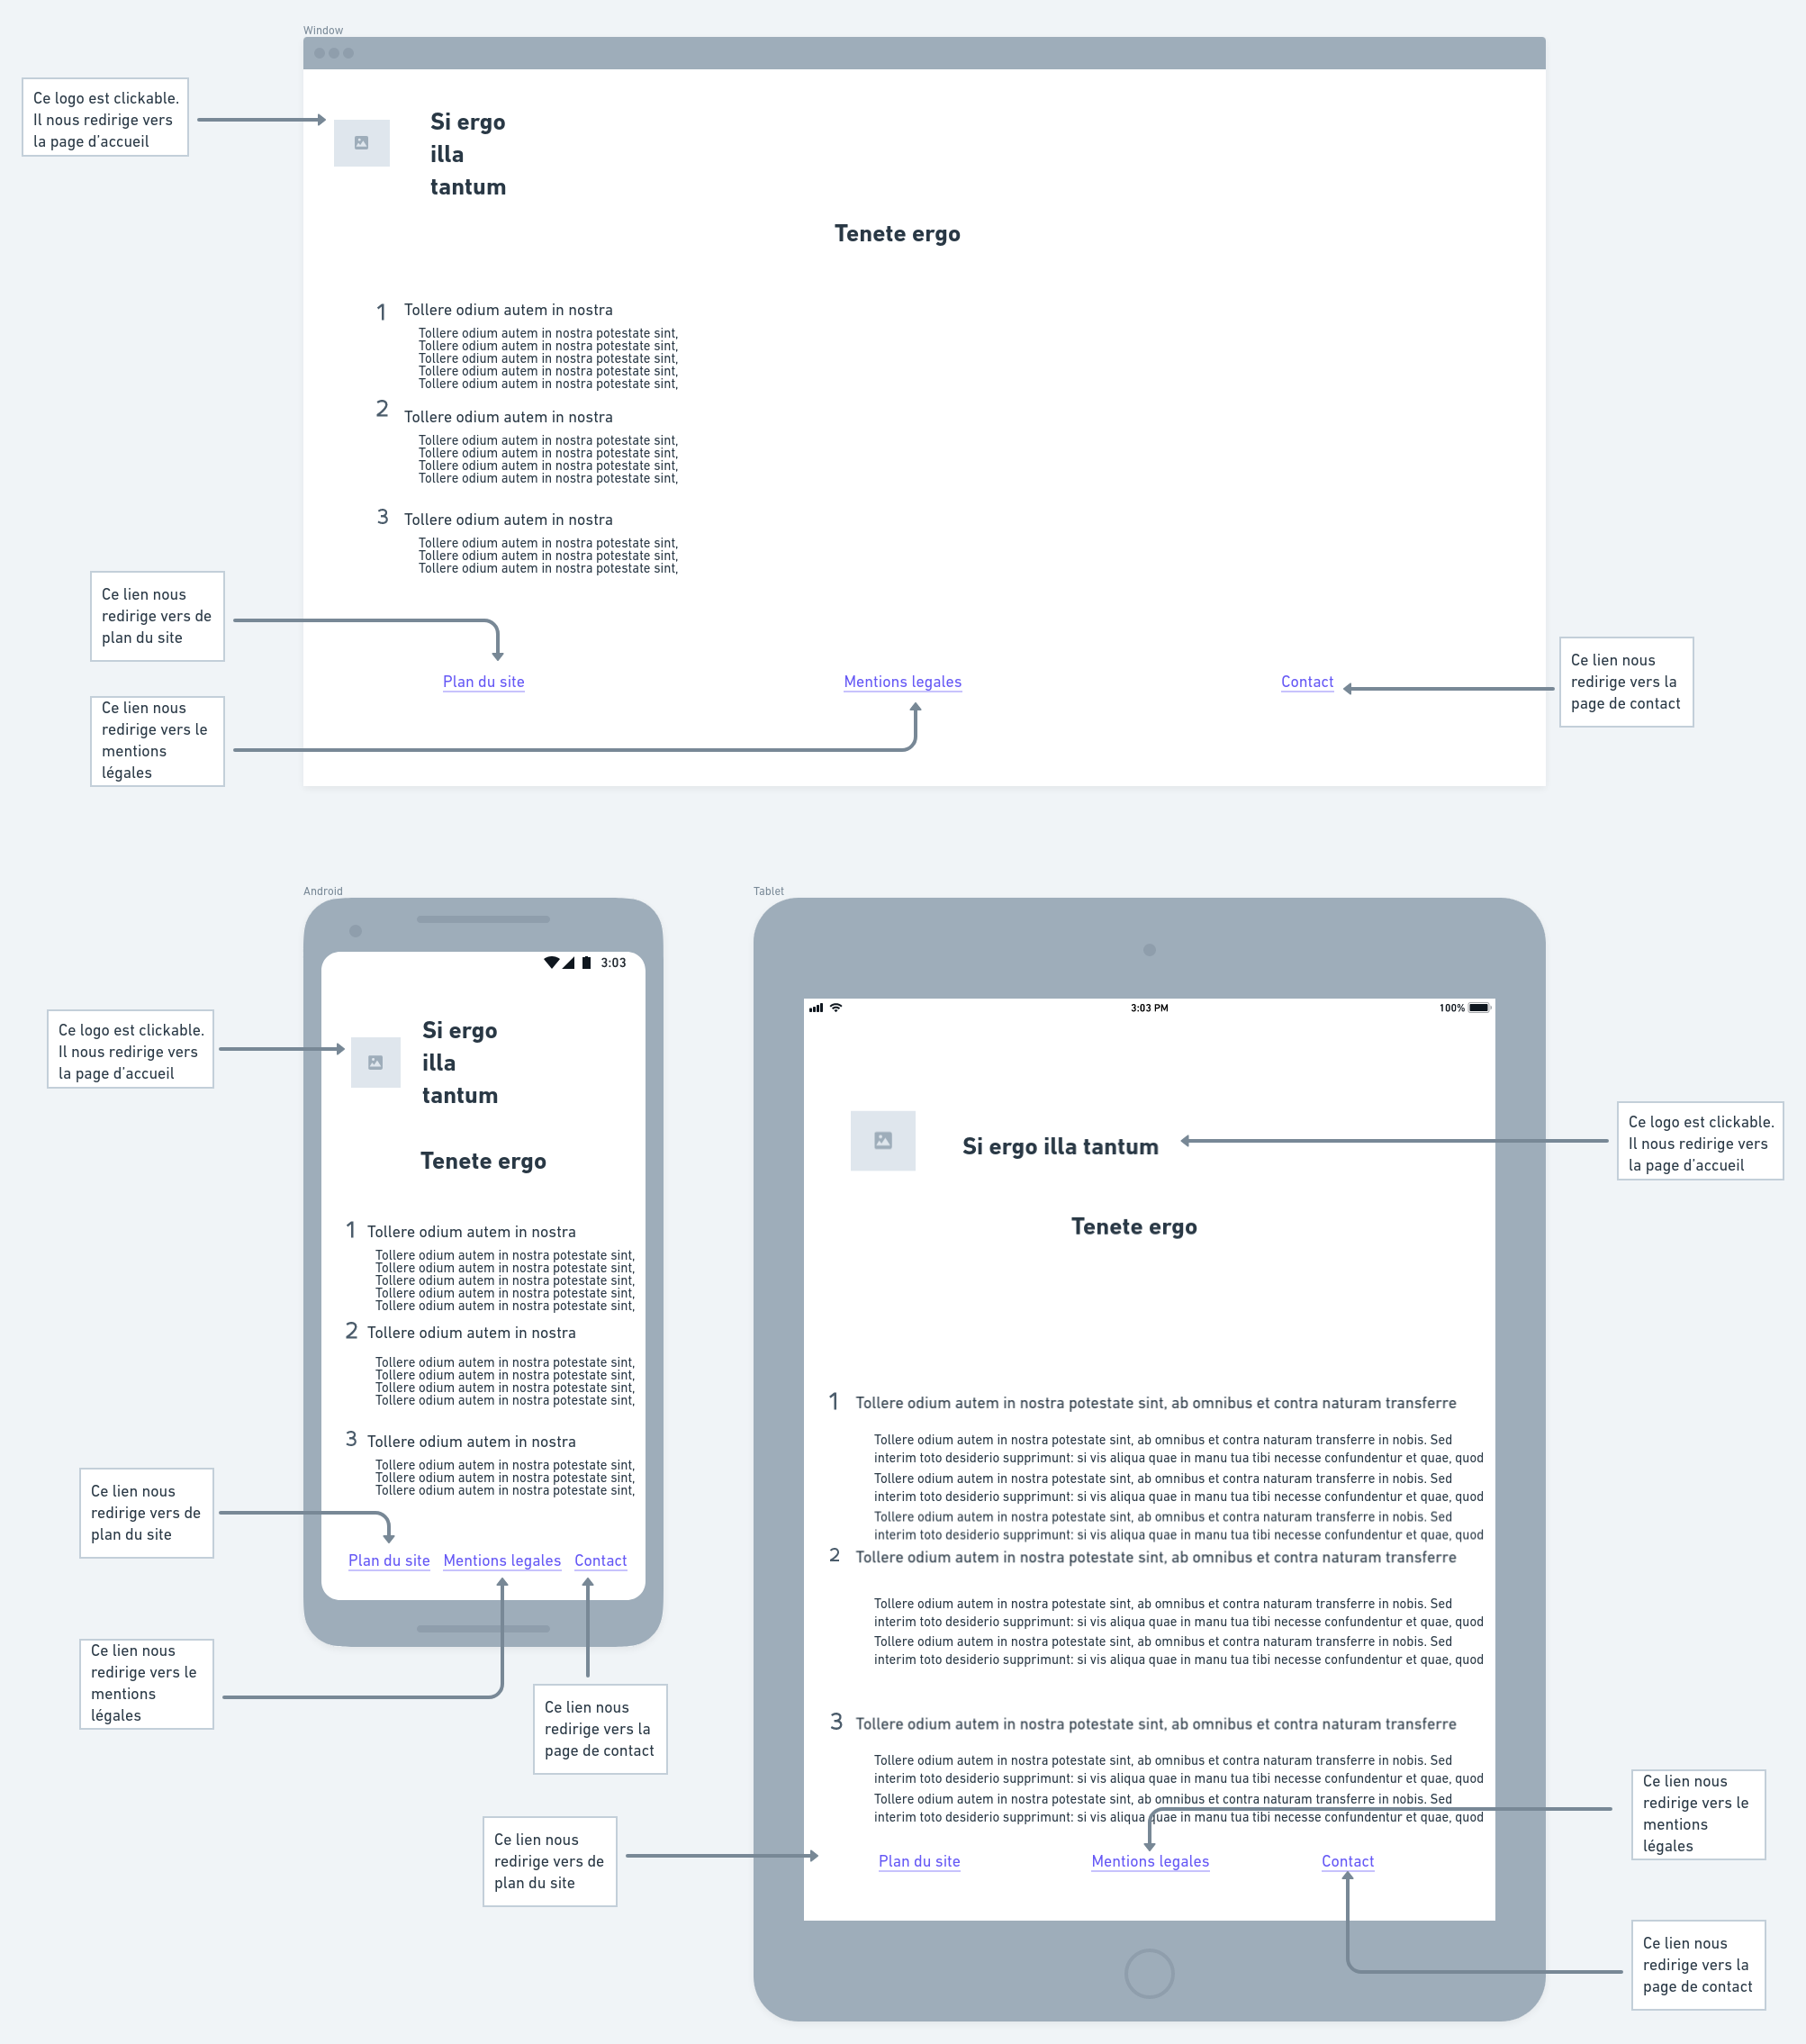 Window
Ce logo est clickable.
Il nous redirige vers
la page d'accueil
Si ergo
illa
tantum
Tenete ergo
1 Tollere odium autem in nostra
Tollere odium autem in nostra potestate sint,
Tollere odium autem in nostra potestate sint,
Tollere odium autem in nostra potestate sint,
Tollere odium autem in nostra potestate sint,
Tollere odium autem in nostra potestate sint,
2 Tollere odium autem in nostra
Tollere odium autem in nostra potestate sint,
Tollere odium autem in nostra potestate sint,
Tollere odium autem in nostra potestate sint,
Tollere odium autem in nostra potestate sint,
3 Tollere odium autem in nostra
Tollere odium autem in nostra potestate sint,
Tollere odium autem in nostra potestate sint,
Tollere odium autem in nostra potestate sint,
Ce lien nous
redirige vers de
plan du site
Plan du site Mentions legales Contact
Ce lien nous
redirige vers la
page de contact
Ce lien nous
redirige vers le
mentions
légales
Android
3:03
Ce logo est clickable.
Il nous redirige vers
la page d'accueil
Si ergo
illa
tantum
Tenete ergo
1 Tollere odium autem in nostra
Tollere odium autem in nostra potestate sint,
Tollere odium autem in nostra potestate sint,
Tollere odium autem in nostra potestate sint,
Tollere odium autem in nostra potestate sint,
Tollere odium autem in nostra potestate sint,
2 Tollere odium autem in nostra
Tollere odium autem in nostra potestate sint,
Tollere odium autem in nostra potestate sint,
Tollere odium autem in nostra potestate sint,
Tollere odium autem in nostra potestate sint,
3 Tollere odium autem in nostra
Tollere odium autem in nostra potestate sint,
Tollere odium autem in nostra potestate sint,
Tollere odium autem in nostra potestate sint,
Ce lien nous
redirige vers de
plan du site
Plan du site Mentions legales Contact
Ce lien nous
redirige vers le
mentions
légales
Ce lien nous
redirige vers la
page de contact
Tablet
3:03 PM 100%
Si ergo illa tantum
Ce logo est clickable.
Il nous redirige vers
la page d'accueil
Tenete ergo
1 Tollere odium autem in nostra potestate sint, ab omnibus et contra naturam transferre
Tollere odium autem in nostra potestate sint, ab omnibus et contra naturam transferre in nobis. Sed
interim toto desiderio supprimunt: si vis aliqua quae in manu tua tibi necesse confundentur et quae, quod
Tollere odium autem in nostra potestate sint, ab omnibus et contra naturam transferre in nobis. Sed
interim toto desiderio supprimunt: si vis aliqua quae in manu tua tibi necesse confundentur et quae, quod
Tollere odium autem in nostra potestate sint, ab omnibus et contra naturam transferre in nobis. Sed
interim toto desiderio supprimunt: si vis aliqua quae in manu tua tibi necesse confundentur et quae, quod
2 Tollere odium autem in nostra potestate sint, ab omnibus et contra naturam transferre
Tollere odium autem in nostra potestate sint, ab omnibus et contra naturam transferre in nobis. Sed
interim toto desiderio supprimunt: si vis aliqua quae in manu tua tibi necesse confundentur et quae, quod
Tollere odium autem in nostra potestate sint, ab omnibus et contra naturam transferre in nobis. Sed
interim toto desiderio supprimunt: si vis aliqua quae in manu tua tibi necesse confundentur et quae, quod
3 Tollere odium autem in nostra potestate sint, ab omnibus et contra naturam transferre
Tollere odium autem in nostra potestate sint, ab omnibus et contra naturam transferre in nobis. Sed
interim toto desiderio supprimunt: si vis aliqua quae in manu tua tibi necesse confundentur et quae, quod
Tollere odium autem in nostra potestate sint, ab omnibus et contra naturam transferre in nobis. Sed
interim toto desiderio supprimunt: si vis aliqua quae in manu tua tibi necesse confundentur et quae, quod
Ce lien nous
redirige vers le
mentions
légales
Ce lien nous
redirige vers de
plan du site
Plan du site Mentions legales Contact
Ce lien nous
redirige vers la
page de contact